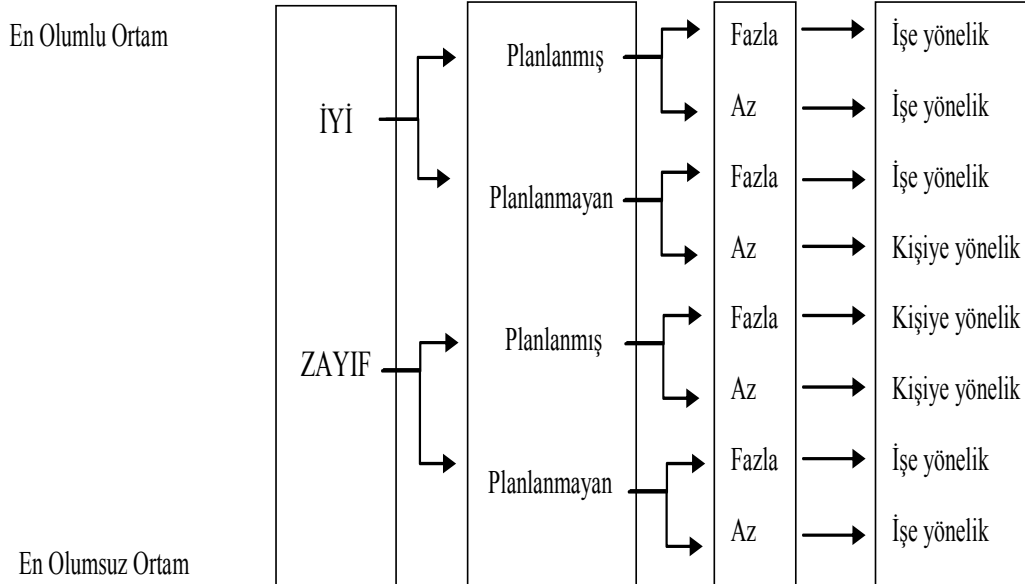 En Olumlu Ortam
İYİ
Planlanmış
Fazla
İşe yönelik
Az
İşe yönelik
Planlanmayan
Fazla
İşe yönelik
Az
Kişiye yönelik
ZAYIF
Planlanmış
Fazla
Kişiye yönelik
Az
Kişiye yönelik
Planlanmayan
Fazla
İşe yönelik
Az
İşe yönelik
En Olumsuz Ortam